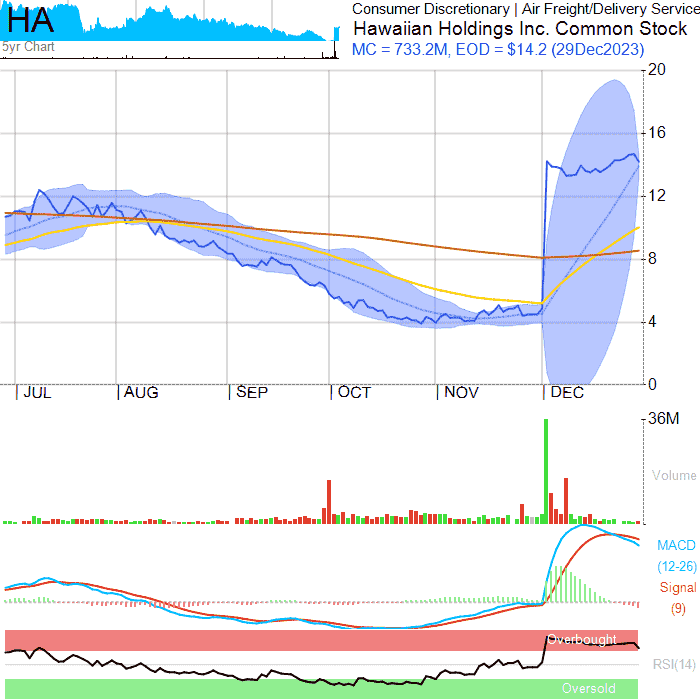 HA
5yr Chart
Consumer Discretionary | Air Freight/Delivery Service
Hawaiian Holdings Inc. Common Stock
MC = 733.2M, EOD = $14.2 (29Dec2023)
20
16
12
8
4
0
JUL AUG SEP OCT NOV DEC
36M
Volume
MACD
(12-26)
Signal
(9)
Overbought
RSI(14)
Oversold